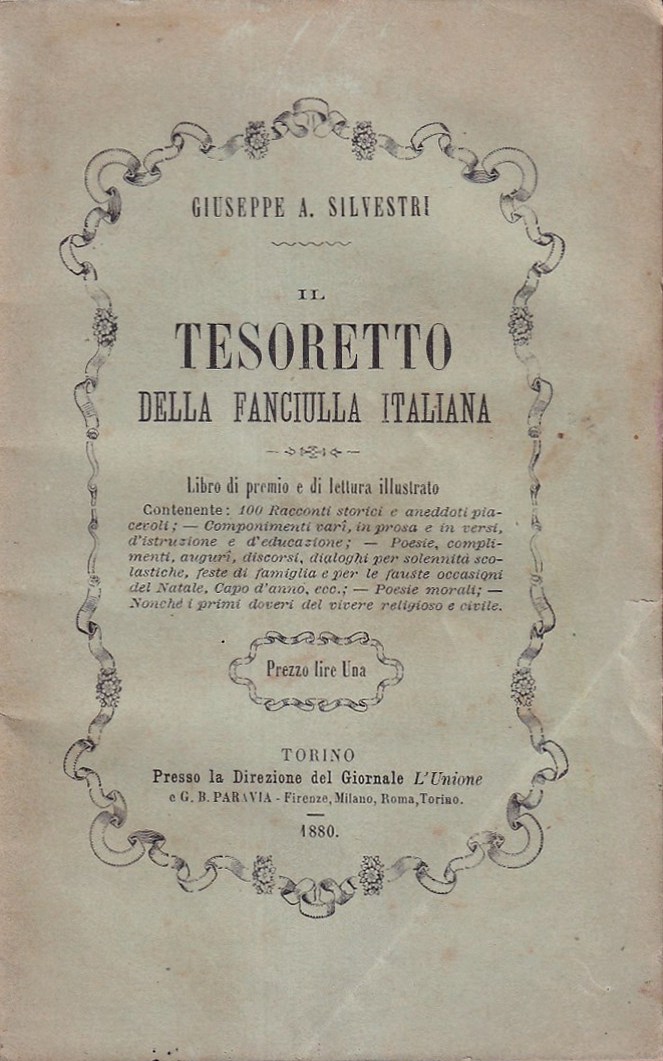 GIUSEPPE A. SILVESTRI
IL
TESORETTO
DELLA FANCIULLA ITALIANA
Libro di premio e di lettura illustrato
Contenente: 100 Racconti storici e aneddoti pia-
cevoli; — Componimenti varî, in prosa e in versi,
d'istruzione e d'educazione; — Poesie, compli-
menti, augurî, discorsi, dialoghi per solennità sco-
lastiche, feste di famiglia e per le fauste occasioni
del Natale, Capo d'anno, ecc.; — Poesie morali; —
Nonché i primi doveri del vivere religioso e civile.
Prezzo lire Una
TORINO
Presso la Direzione del Giornale L'Unione
e G. B. PARAVIA - Firenze, Milano, Roma, Torino.
1880.